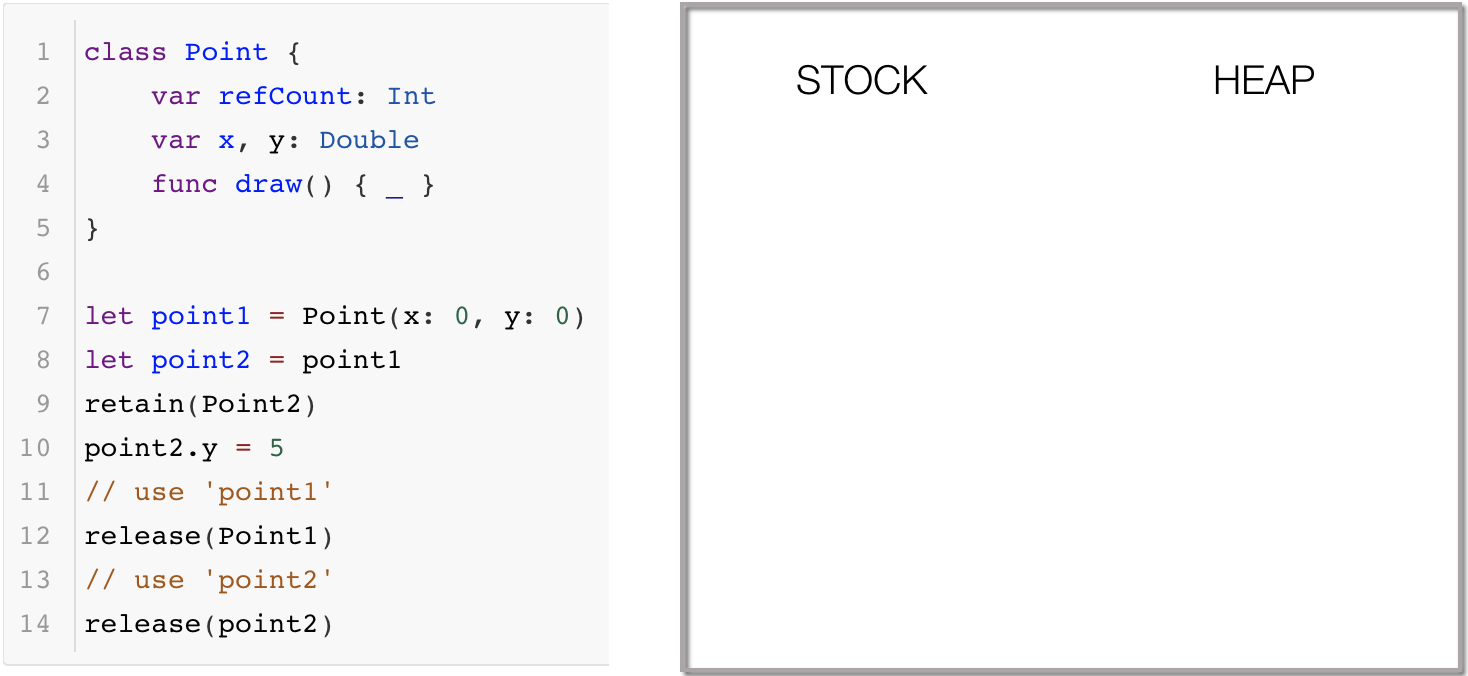 1 class Point {
2 var refCount: Int
3 var x, y: Double
4 func draw() { _ }
5 }
6
7 let point1 = Point(x: 0, y: 0)
8 let point2 = point1
9 retain(Point2)
10 point2.y = 5
11 // use 'point1'
12 release(Point1)
13 // use 'point2'
14 release(point2)
STOCK HEAP